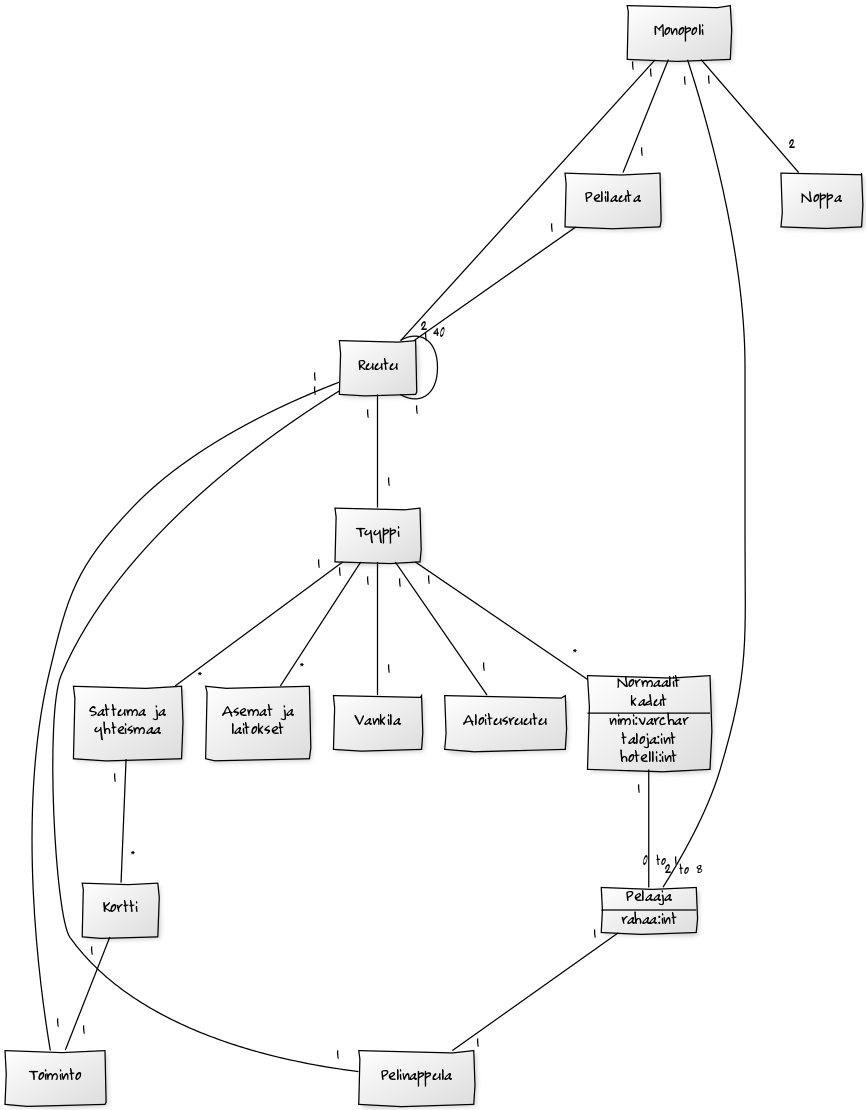 Monopoli
1
1
1
1
1
2
Pelilauta
Noppa
1
2
1 40
Ruutu
1
1
1
1
1
Tyyppi
1
1
1
1
1
*
*
*
1
1
Normaalit
kadut
nimi:varchar
taloja:int
hotelli:int
Sattuma ja
yhteismaa
Asemat ja
laitokset
Vankila
Aloitusruutu
1
1
*
0 to 1
2 to 8
Kortti
Pelaaja
rahaa:int
1
1
1
1
1
1
Toiminto
Pelinappula